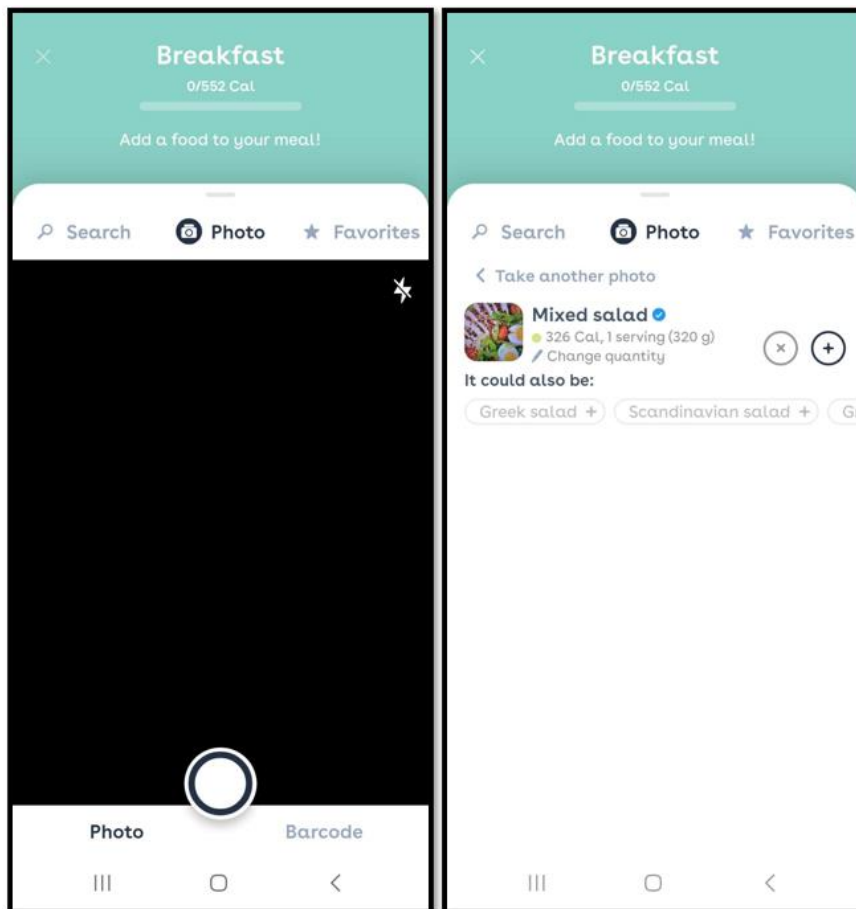 Breakfast
0/552 Cal
Add a food to your meal!
Search Photo Favorites
Photo Barcode
Breakfast
0/552 Cal
Add a food to your meal!
Search Photo Favorites
Take another photo
Mixed salad
326 Cal, 1 serving (320 g)
Change quantity
It could also be:
Greek salad + Scandinavian salad +